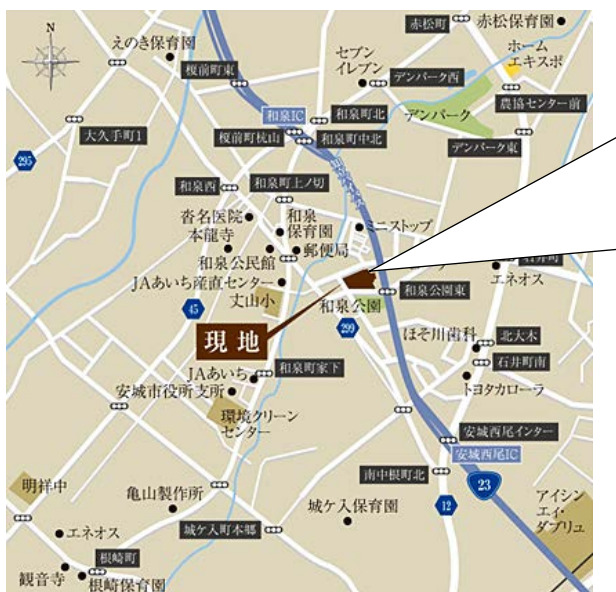 赤松町
赤松保育園
N
えのき保育園
ホーム
エキスポ
セブン
イレブン
榎前町東
デンパーク西
農協センター前
和泉IC
和泉町北
デンパーク
大久手町1
榎前町杭山
和泉町中北
デンパーク東
295
和泉西
和泉町上ノ切
沓名医院
和泉
保育園
ミニストップ
本龍寺
郵便局
和泉公民館
石井町
エネオス
JAあいち産直センター
丈山小
和泉公園
和泉公園東
45
299
現地
ほそ川歯科
北大木
石井町南
JAあいち
和泉町家下
安城市役所支所
トヨタカローラ
環境クリーン
センター
安城西尾インター
安城西尾IC
南中根町北
23
明祥中
亀山製作所
城ケ入保育園
12
アイシン
エィ・
ダブリュ
エネオス
城ケ入町本郷
根崎町
観音寺
根崎保育園